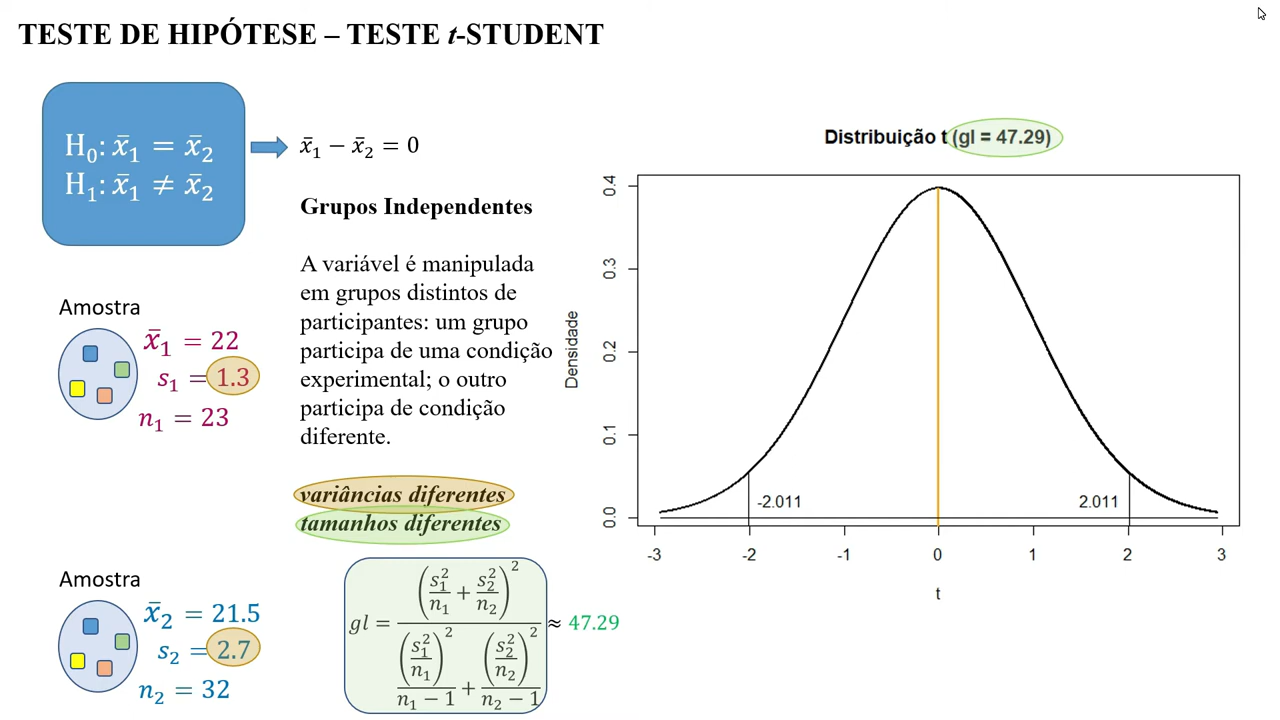 TESTE DE HIPÓTESE – TESTE t-STUDENT
H₀: x̄₁ = x̄₂
H₁: x̄₁ ≠ x̄₂
x̄₁ − x̄₂ = 0
Grupos Independentes
A variável é manipulada
em grupos distintos de
participantes: um grupo
participa de uma condição
experimental; o outro
participa de condição
diferente.
variâncias diferentes
tamanhos diferentes
Amostra
x̄₁ = 22
s₁ = 1.3
n₁ = 23
Amostra
x̄₂ = 21.5
s₂ = 2.7
n₂ = 32
gl = (s₁²/n₁ + s₂²/n₂)² / ((s₁²/n₁)²/(n₁ − 1) + (s₂²/n₂)²/(n₂ − 1)) ≈ 47.29
Distribuição t (gl = 47.29)
Densidade
0.4
0.3
0.2
0.1
0.0
-2.011
2.011
-3 -2 -1 0 1 2 3
t